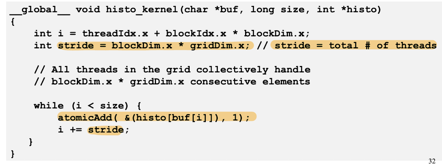 __global__ void histo_kernel(char *buf, long size, int *histo)
{
int i = threadIdx.x + blockIdx.x * blockDim.x;
int stride = blockDim.x * gridDim.x; // stride = total # of threads
// All threads in the grid collectively handle
// blockDim.x * gridDim.x consecutive elements
while (i < size) {
atomicAdd( &(histo[buf[i]]), 1);
i += stride;
}
}
32